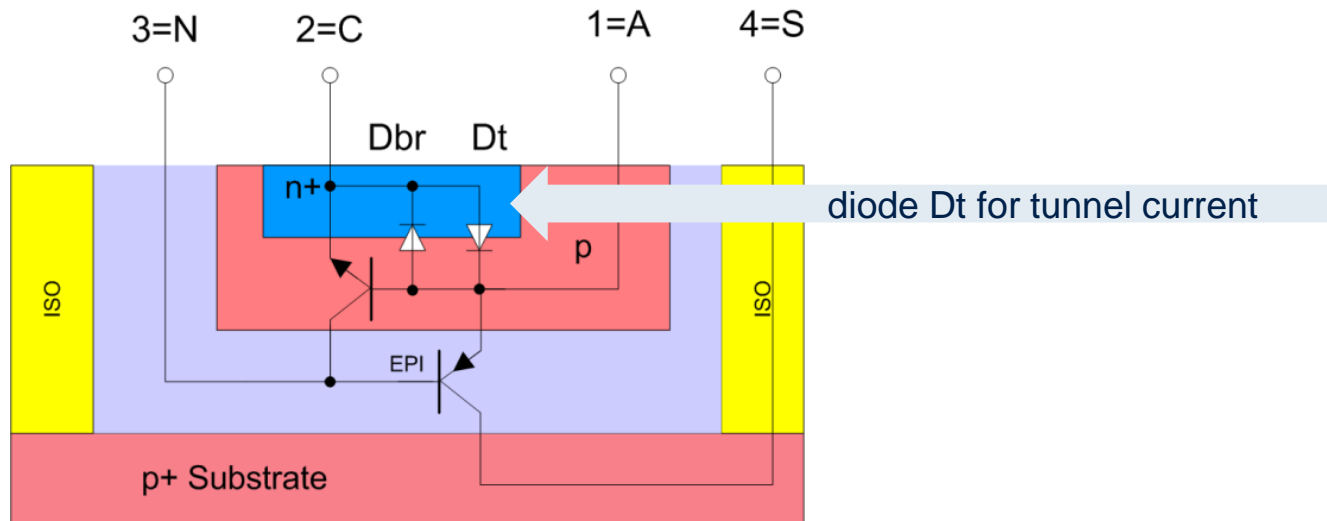 3=N 2=C 1=A 4=S
Dbr Dt
n+
diode Dt for tunnel current
p
ISO
ISO
EPI
p+ Substrate